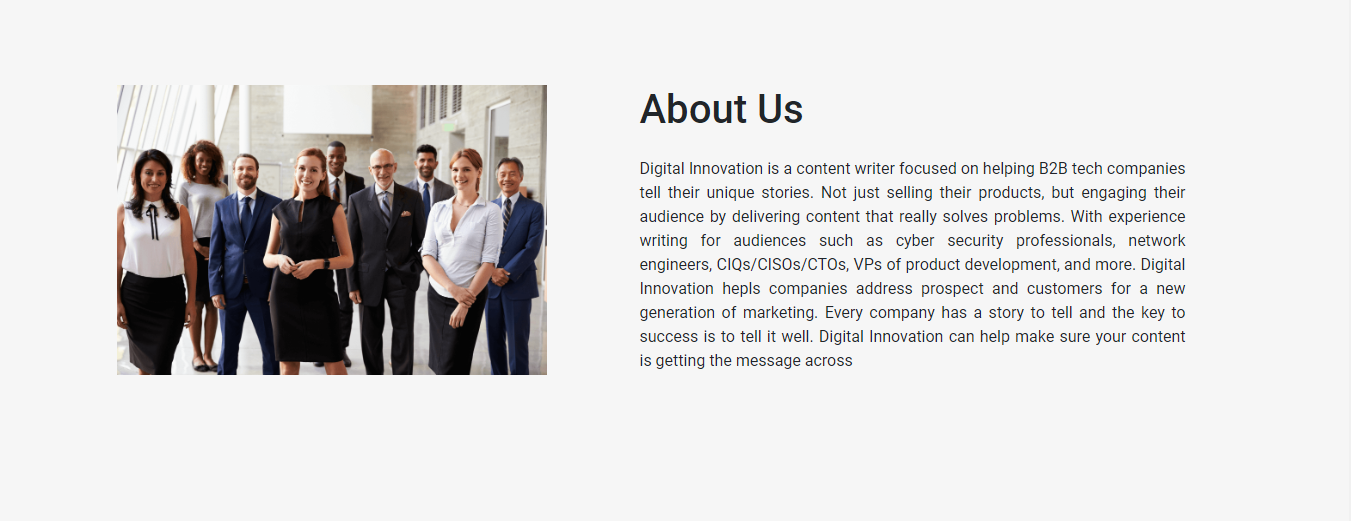 About Us
Digital Innovation is a content writer focused on helping B2B tech companies
tell their unique stories. Not just selling their products, but engaging their
audience by delivering content that really solves problems. With experience
writing for audiences such as cyber security professionals, network
engineers, CIQs/CISOs/CTOs, VPs of product development, and more. Digital
Innovation hepls companies address prospect and customers for a new
generation of marketing. Every company has a story to tell and the key to
success is to tell it well. Digital Innovation can help make sure your content
is getting the message across